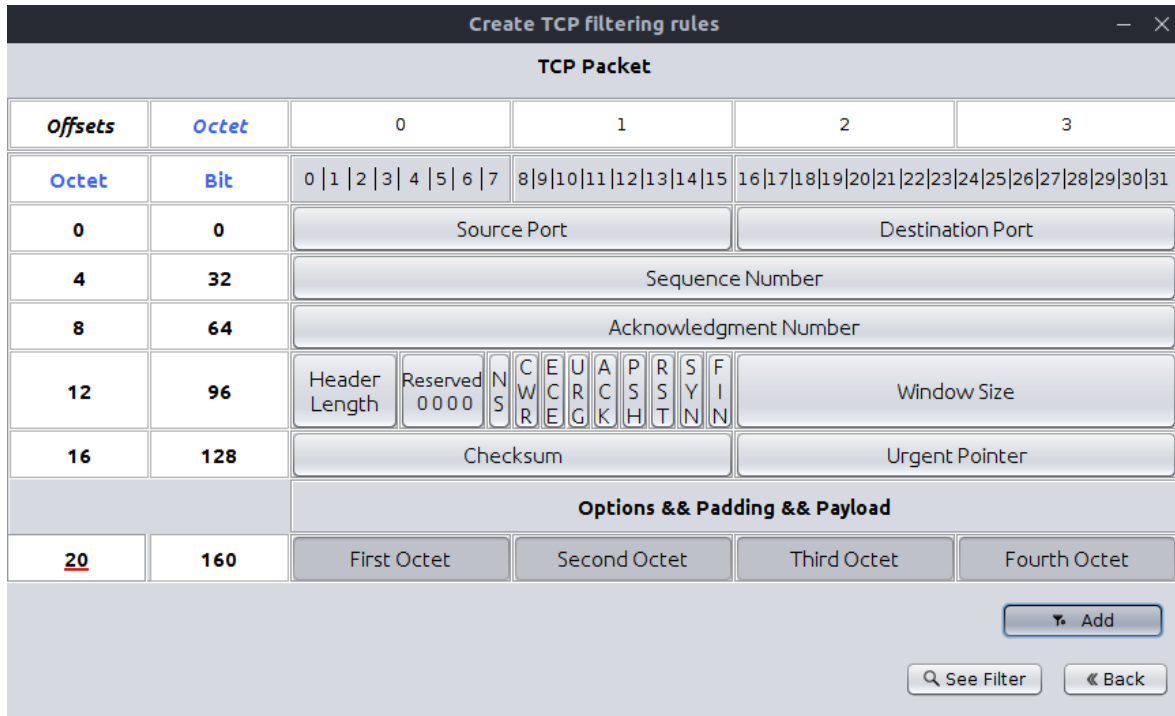 Create TCP filtering rules
TCP Packet
Offsets Octet 0 1 2 3
Octet Bit 0|1|2|3|4|5|6|7 8|9|10|11|12|13|14|15 16|17|18|19|20|21|22|23|24|25|26|27|28|29|30|31
0 0 Source Port Destination Port
4 32 Sequence Number
8 64 Acknowledgment Number
12 96 Header Length Reserved 0000 NS CWR ECE URG ACK PSH RST SYN FIN Window Size
16 128 Checksum Urgent Pointer
Options && Padding && Payload
20 160 First Octet Second Octet Third Octet Fourth Octet
Add
See Filter Back